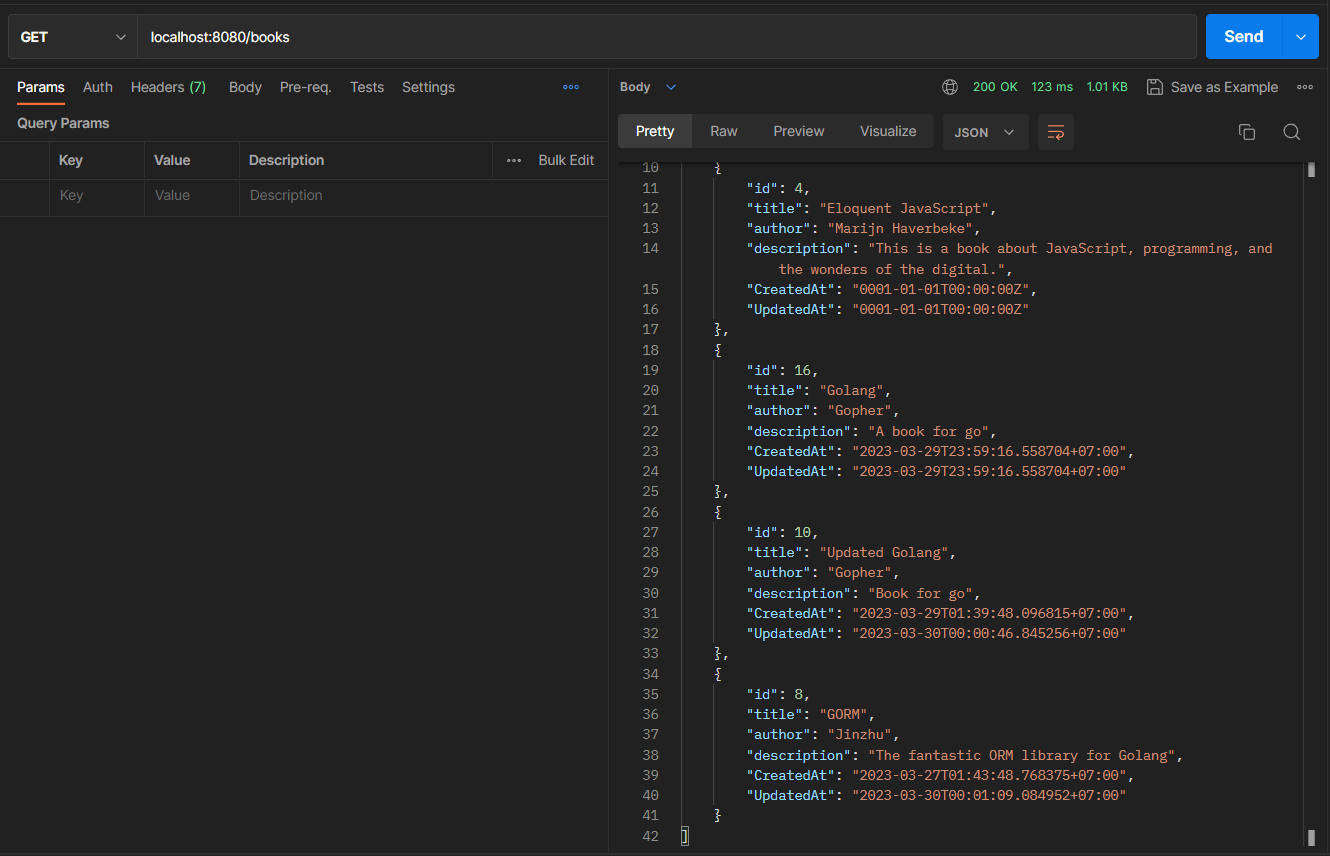 GET localhost:8080/books Send
Params Auth Headers (7) Body Pre-req. Tests Settings
Query Params
Key Value Description Bulk Edit
Key Value Description
Body 200 OK 123 ms 1.01 KB Save as Example
Pretty Raw Preview Visualize JSON
10 {
11 "id": 4,
12 "title": "Eloquent JavaScript",
13 "author": "Marijn Haverbeke",
14 "description": "This is a book about JavaScript, programming, and
the wonders of the digital.",
15 "CreatedAt": "0001-01-01T00:00:00Z",
16 "UpdatedAt": "0001-01-01T00:00:00Z"
17 },
18 {
19 "id": 16,
20 "title": "Golang",
21 "author": "Gopher",
22 "description": "A book for go",
23 "CreatedAt": "2023-03-29T23:59:16.558704+07:00",
24 "UpdatedAt": "2023-03-29T23:59:16.558704+07:00"
25 },
26 {
27 "id": 10,
28 "title": "Updated Golang",
29 "author": "Gopher",
30 "description": "Book for go",
31 "CreatedAt": "2023-03-29T01:39:48.096815+07:00",
32 "UpdatedAt": "2023-03-30T00:00:46.845256+07:00"
33 },
34 {
35 "id": 8,
36 "title": "GORM",
37 "author": "Jinzhu",
38 "description": "The fantastic ORM library for Golang",
39 "CreatedAt": "2023-03-27T01:43:48.768375+07:00",
40 "UpdatedAt": "2023-03-30T00:01:09.084952+07:00"
41 }
42 ]